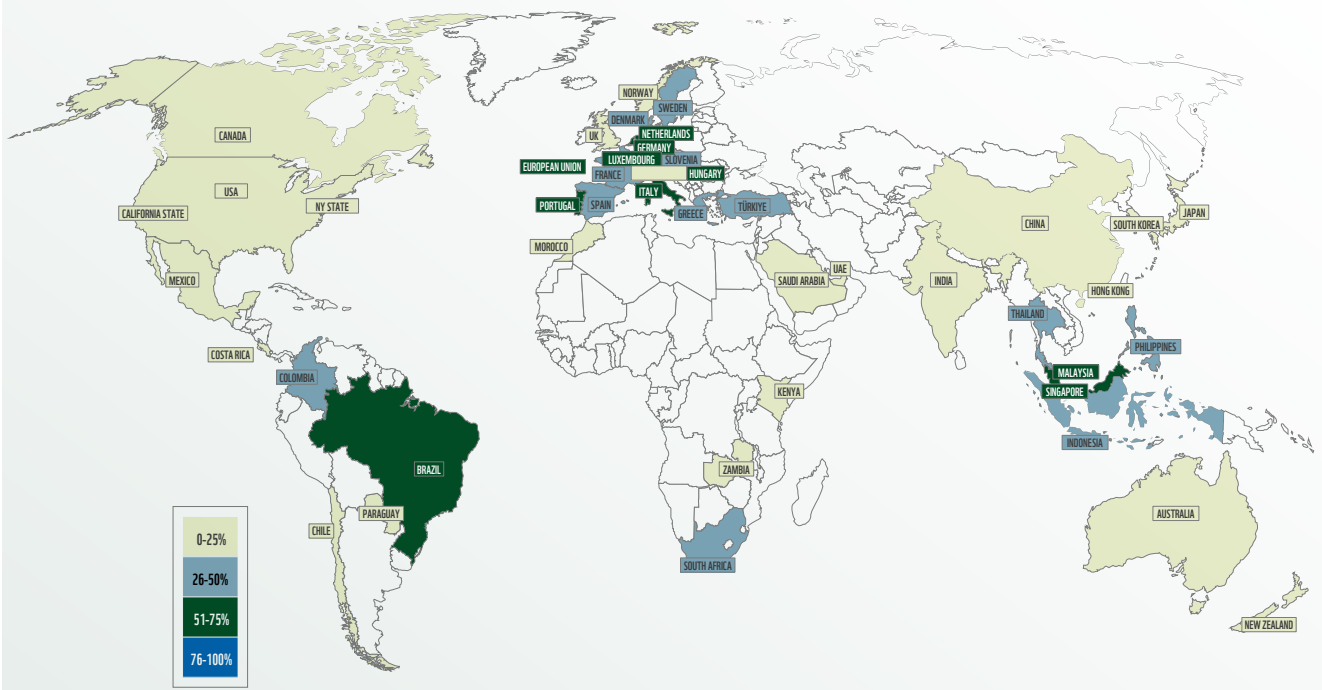 NORWAY
SWEDEN
DENMARK
UK
NETHERLANDS
GERMANY
CANADA
LUXEMBOURG
SLOVENIA
EUROPEAN UNION
FRANCE
HUNGARY
USA
ITALY
CALIFORNIA STATE
NY STATE
PORTUGAL
SPAIN
GREECE
TÜRKIYE
CHINA
SOUTH KOREA
JAPAN
MOROCCO
MEXICO
SAUDI ARABIA
UAE
INDIA
HONG KONG
THAILAND
COSTA RICA
PHILIPPINES
COLOMBIA
MALAYSIA
KENYA
SINGAPORE
INDONESIA
BRAZIL
ZAMBIA
PARAGUAY
CHILE
AUSTRALIA
SOUTH AFRICA
NEW ZEALAND
0-25%
26-50%
51-75%
76-100%